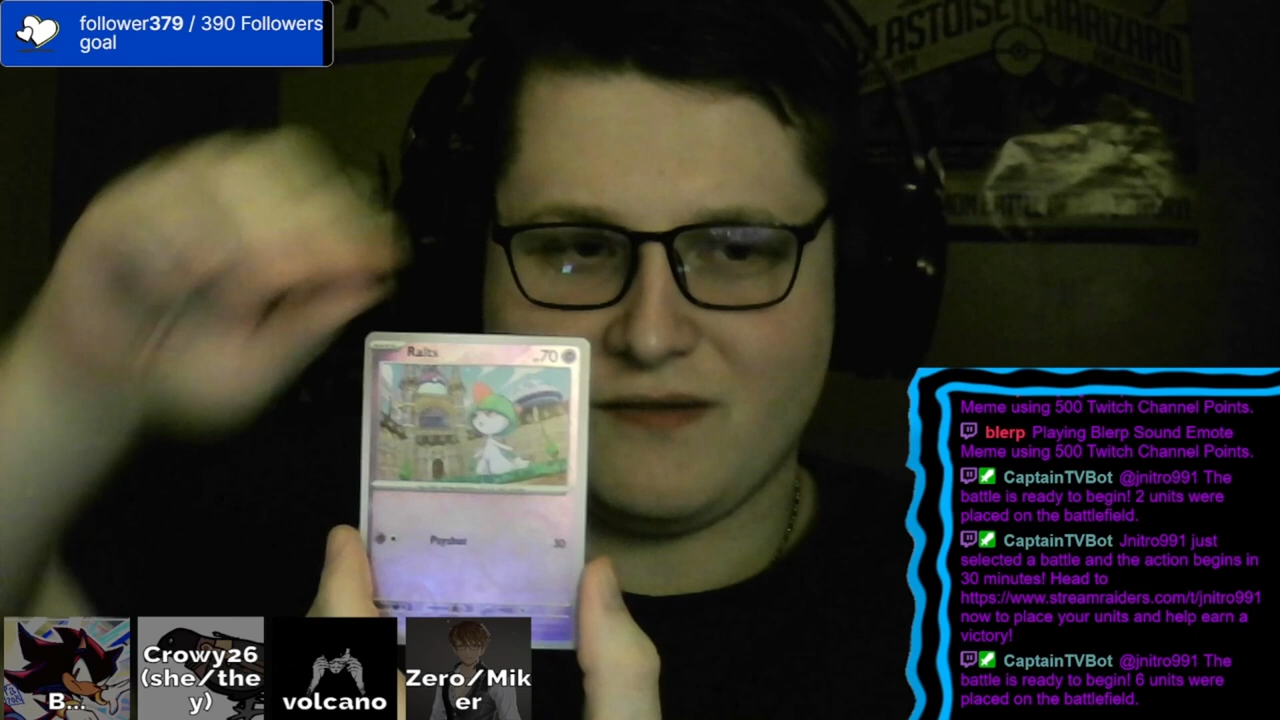 follower379 / 390 Followers
goal
BLASTOISE CHARIZARD
Ralts
HP70
Psyshot 30
Meme using 500 Twitch Channel Points.
blerp Playing Blerp Sound Emote
Meme using 500 Twitch Channel Points.
CaptainTVBot @jnitro991 The
battle is ready to begin! 2 units were
placed on the battlefield.
CaptainTVBot Jnitro991 just
selected a battle and the action begins in
30 minutes! Head to
https://www.streamraiders.com/t/jnitro991
now to place your units and help earn a
victory!
CaptainTVBot @jnitro991 The
battle is ready to begin! 6 units were
placed on the battlefield.
B...
Crowy26
(she/the
y)
volcano
Zero/Mik
er